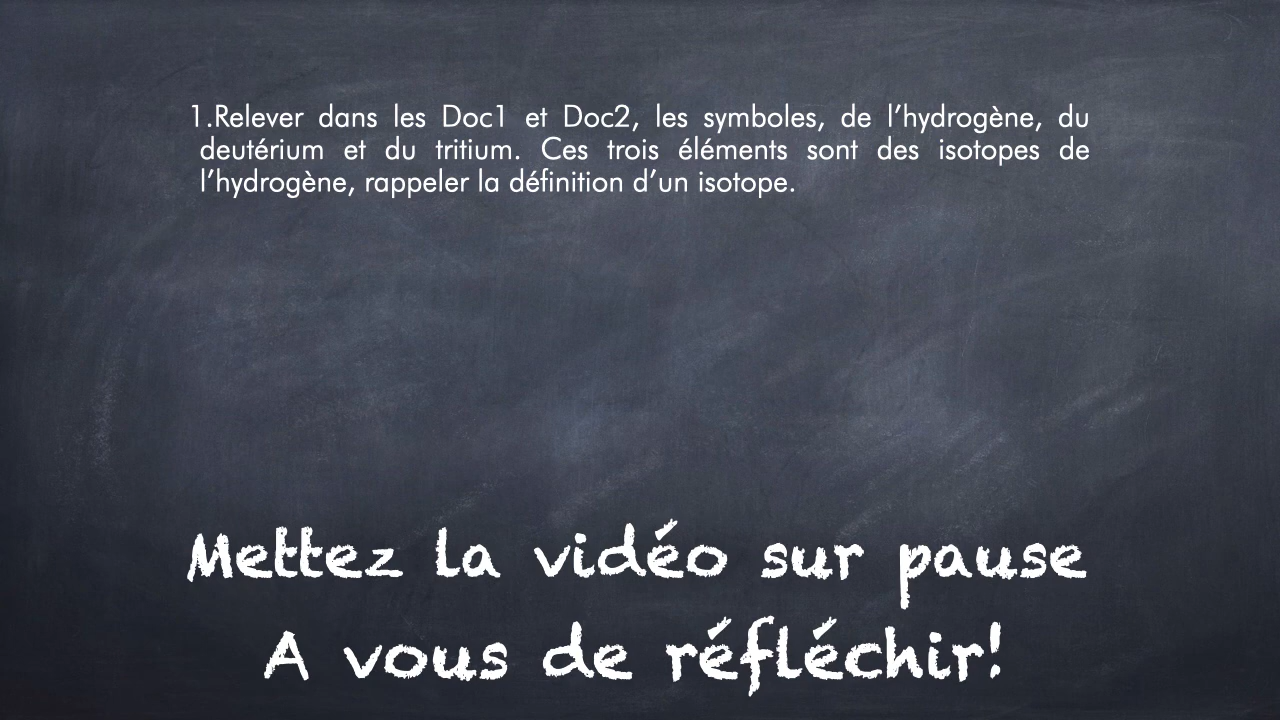 1.Relever dans les Doc1 et Doc2, les symboles, de l’hydrogène, du
deutérium et du tritium. Ces trois éléments sont des isotopes de
l’hydrogène, rappeler la définition d’un isotope.
Mettez la vidéo sur pause
A vous de réfléchir!